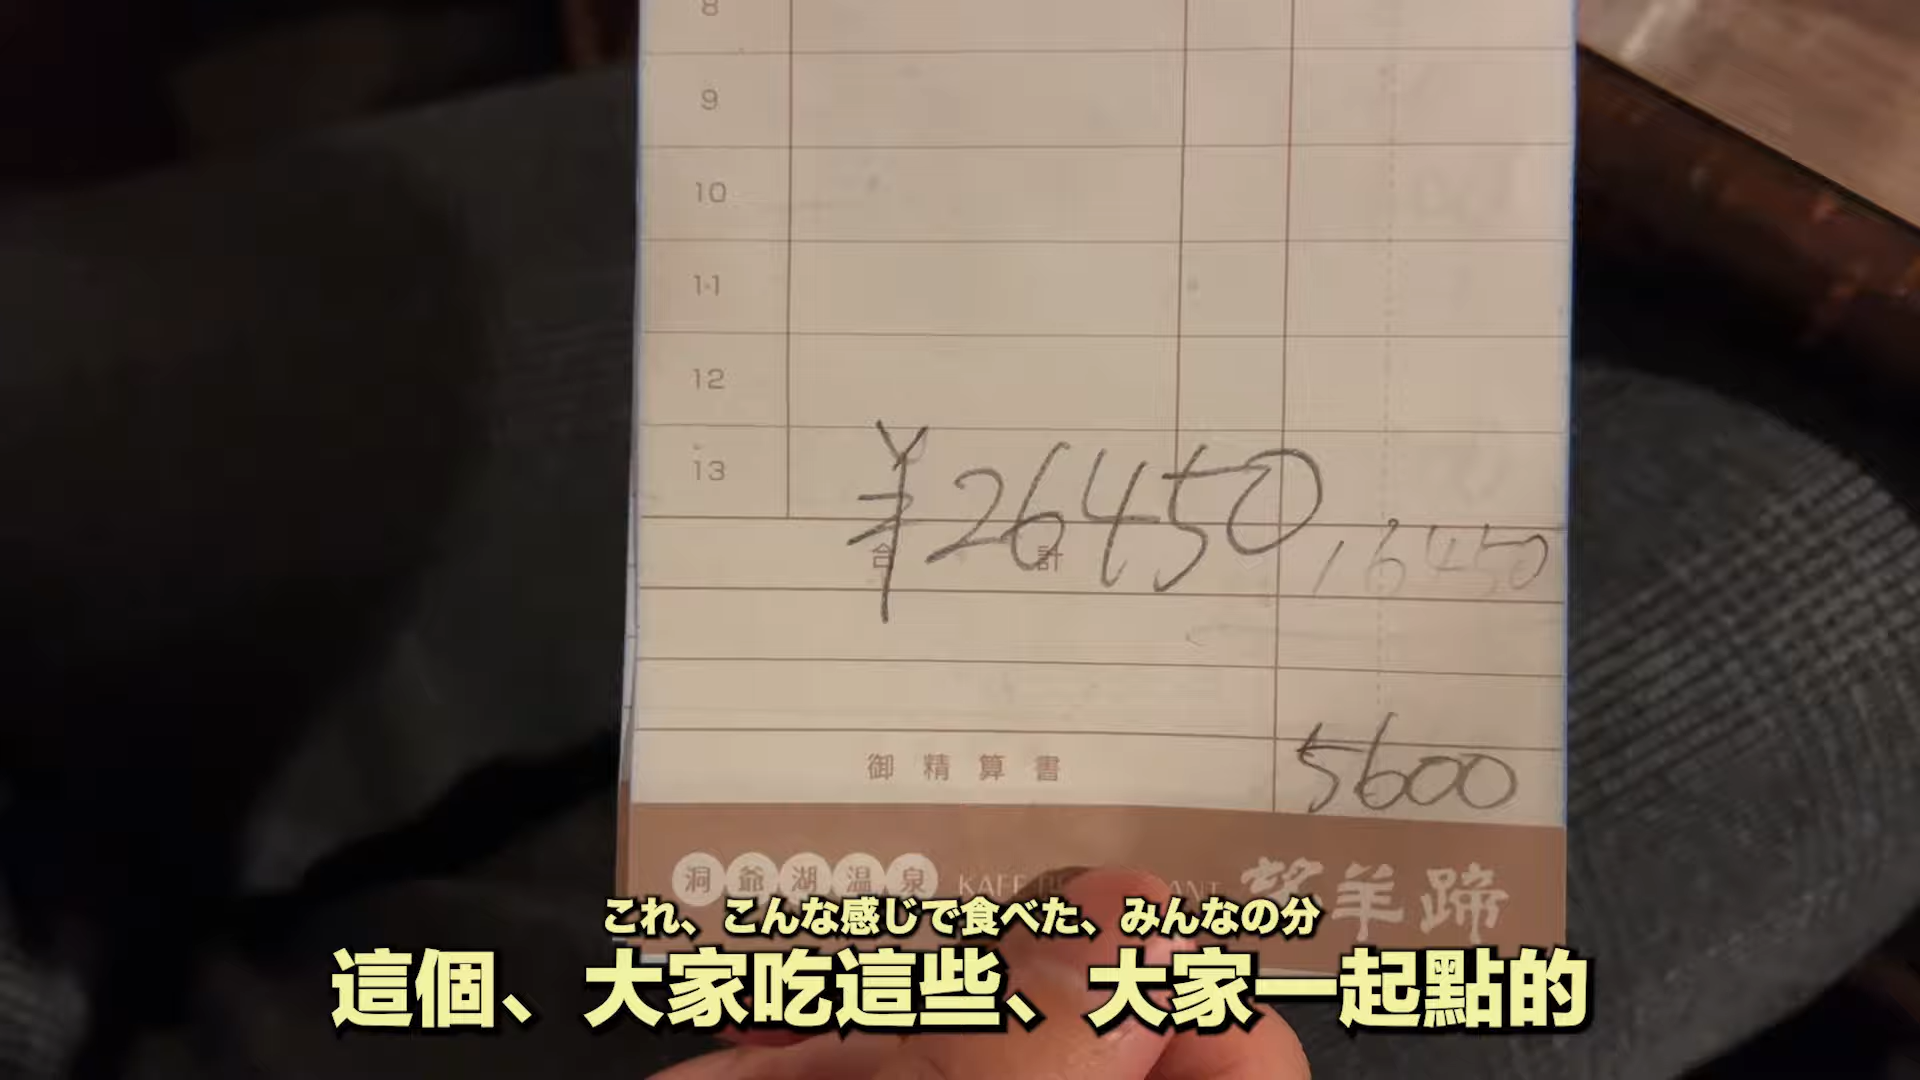 8
9
10
11
12
13
¥26450
合計 16450
御精算書 5600
洞爺湖温泉 望羊蹄
これ、こんな感じで食べた、みんなの分
這個、大家吃這些、大家一起點的